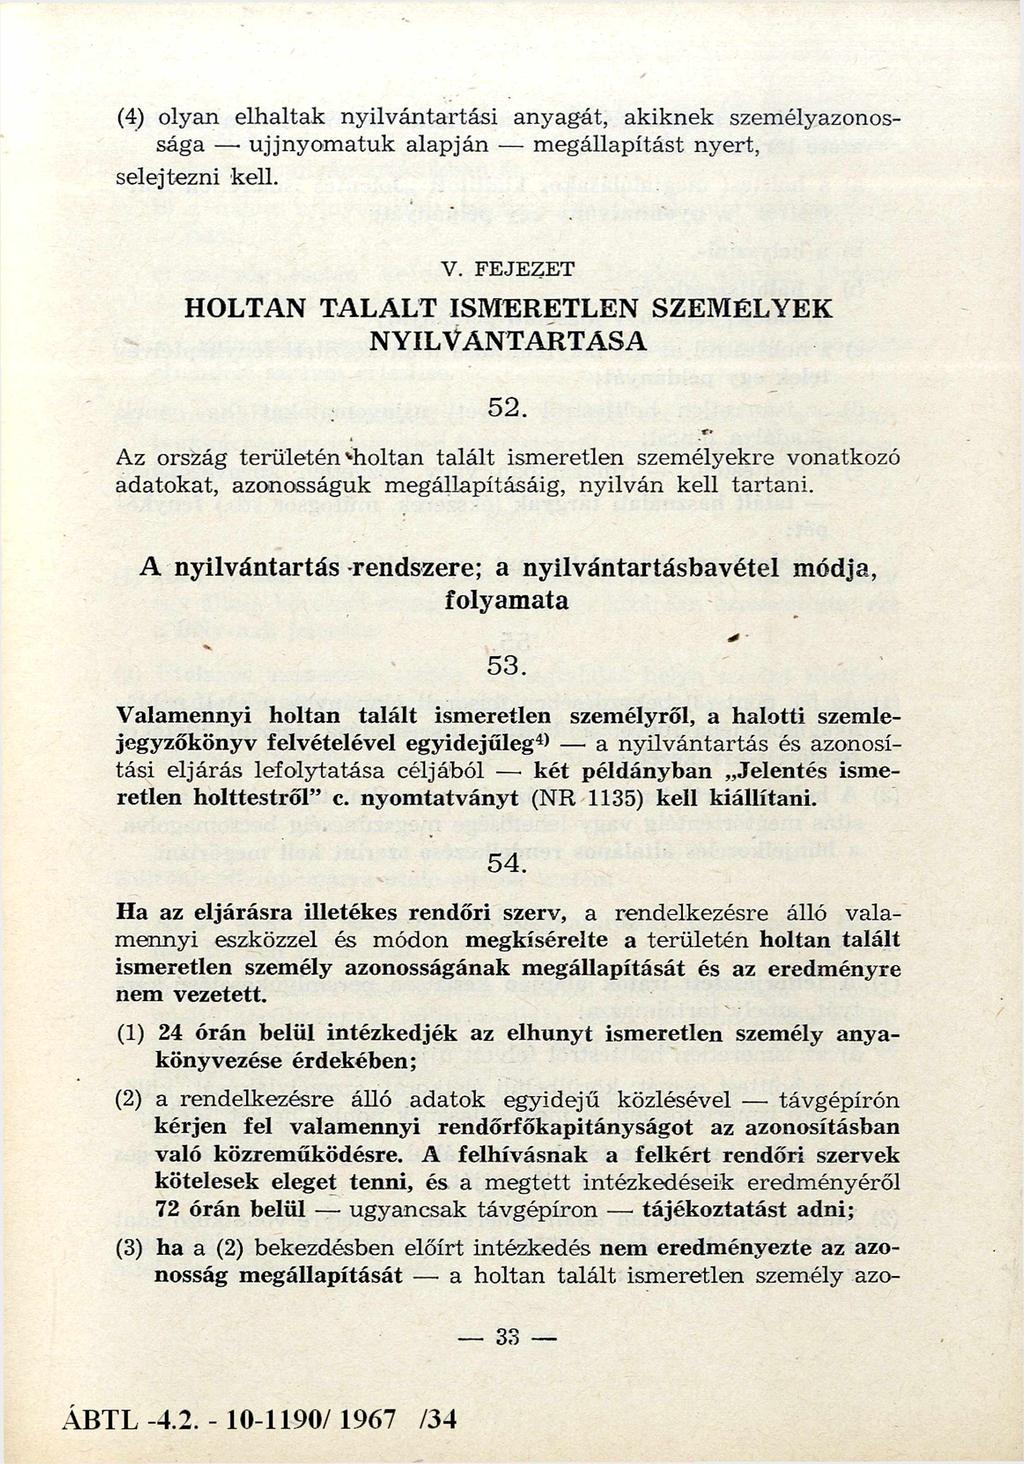 (4) olyan elhaltak nyilvántartási anyagát, akiknek személyazonos-
sága — ujjnyomatuk alapján — megállapítást nyert,
selejtezni kell.
V. FEJEZET
HOLTAN TALÁLT ISMERETLEN SZEMÉLYEK
NYILVÁNTARTÁSA
52.
Az ország területén holtan talált ismeretlen személyekre vonatkozó
adatokat, azonosságuk megállapításáig, nyilván kell tartani.
A nyilvántartás rendszere; a nyilvántartásbavétel módja,
folyamata
53.
Valamennyi holtan talált ismeretlen személyről, a halotti szemle-
jegyzőkönyv felvételével egyidejűleg⁴) — a nyilvántartás és azonosí-
tási eljárás lefolytatása céljából — két példányban „Jelentés isme-
retlen holttestről” c. nyomtatványt (NR 1135) kell kiállítani.
54.
Ha az eljárásra illetékes rendőri szerv, a rendelkezésre álló vala-
mennyi eszközzel és módon megkísérelte a területén holtan talált
ismeretlen személy azonosságának megállapítását és az eredményre
nem vezetett.
(1) 24 órán belül intézkedjék az elhunyt ismeretlen személy anya-
könyvezése érdekében;
(2) a rendelkezésre álló adatok egyidejű közlésével — távgépírón
kérjen fel valamennyi rendőrfőkapitányságot az azonosításban
való közreműködésre. A felhívásnak a felkért rendőri szervek
kötelesek eleget tenni, és a megtett intézkedéseik eredményéről
72 órán belül — ugyancsak távgépíron — tájékoztatást adni;
(3) ha a (2) bekezdésben előírt intézkedés nem eredményezte az azo-
nosság megállapítását — a holtan talált ismeretlen személy azo-
— 33 —
ÁBTL -4.2. - 10-1190/ 1967 /34